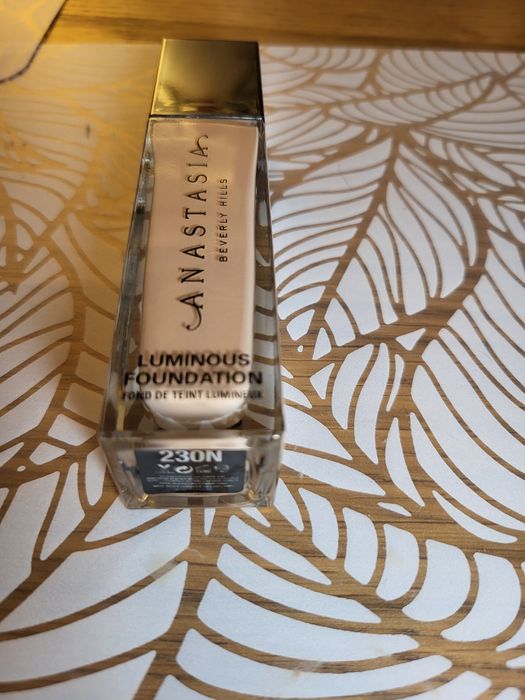 ANASTASIA
BEVERLY HILLS
LUMINOUS
FOUNDATION
FOND DE TEINT LUMINEUX
230N